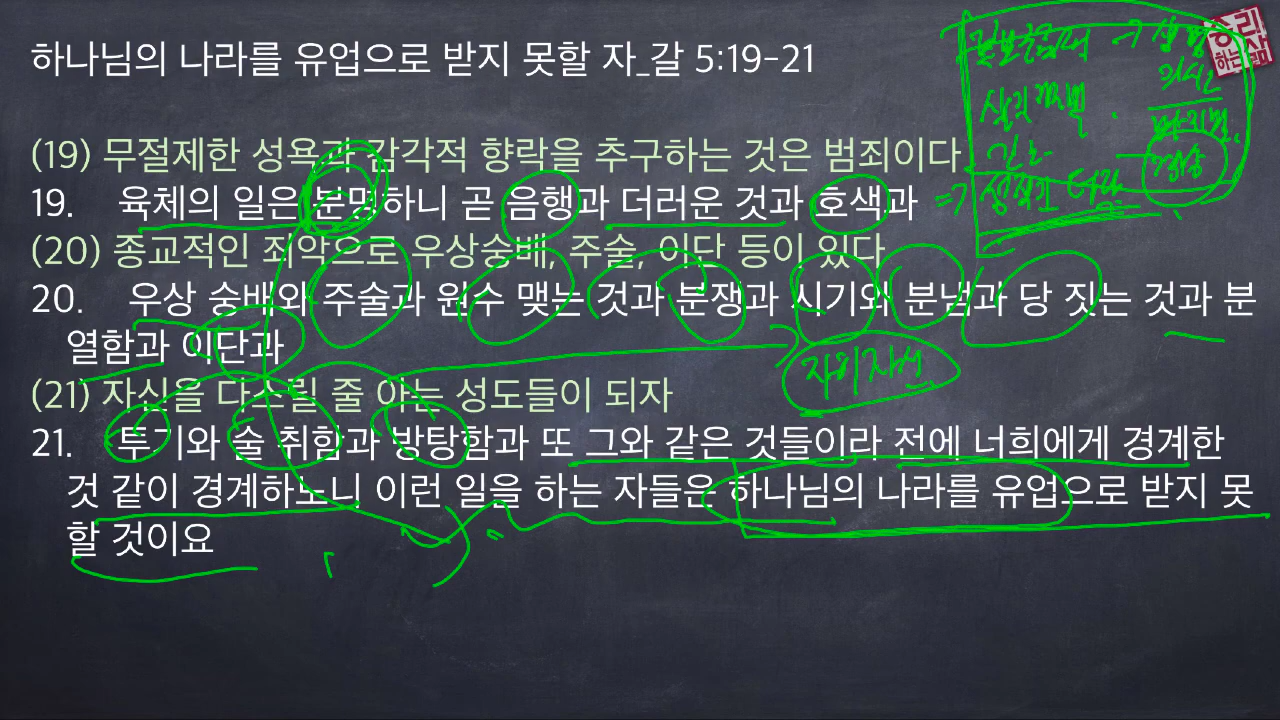 하나님의 나라를 유업으로 받지 못할 자_갈 5:19-21
(19) 무절제한 성욕과 감각적 향락을 추구하는 것은 범죄이다
19. 육체의 일은 분명하니 곧 음행과 더러운 것과 호색과
(20) 종교적인 죄악으로 우상숭배, 주술, 이단 등이 있다
20. 우상 숭배와 주술과 원수 맺는 것과 분쟁과 시기와 분냄과 당 짓는 것과 분
열함과 이단과
(21) 자신을 다스릴 줄 아는 성도들이 되자
21. 투기와 술 취함과 방탕함과 또 그와 같은 것들이라 전에 너희에게 경계한
것 같이 경계하노니 이런 일을 하는 자들은 하나님의 나라를 유업으로 받지 못
할 것이요